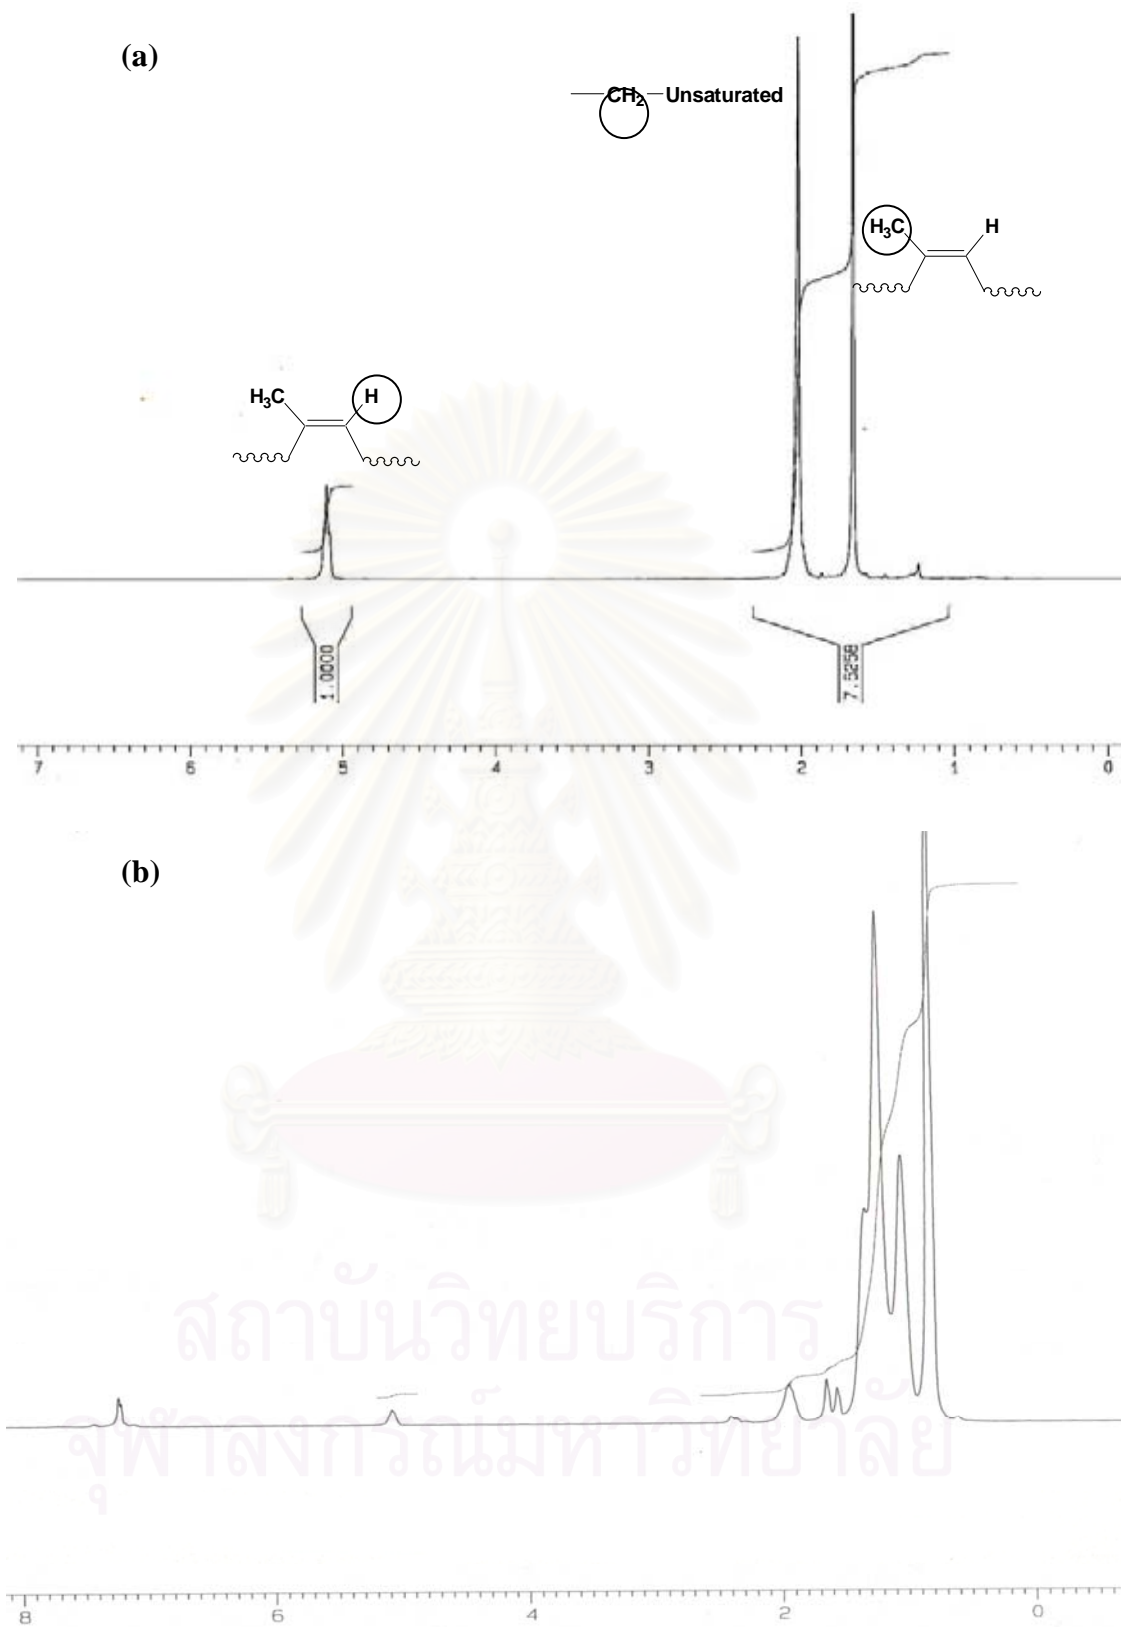 (a)
CH₂ Unsaturated
H₃C H
H₃C H
1.0000
7.5258
7 6 5 4 3 2 1 0
(b)
สถาบันวิทยบริการ
จุฬาลงกรณ์มหาวิทยาลัย
8 6 4 2 0